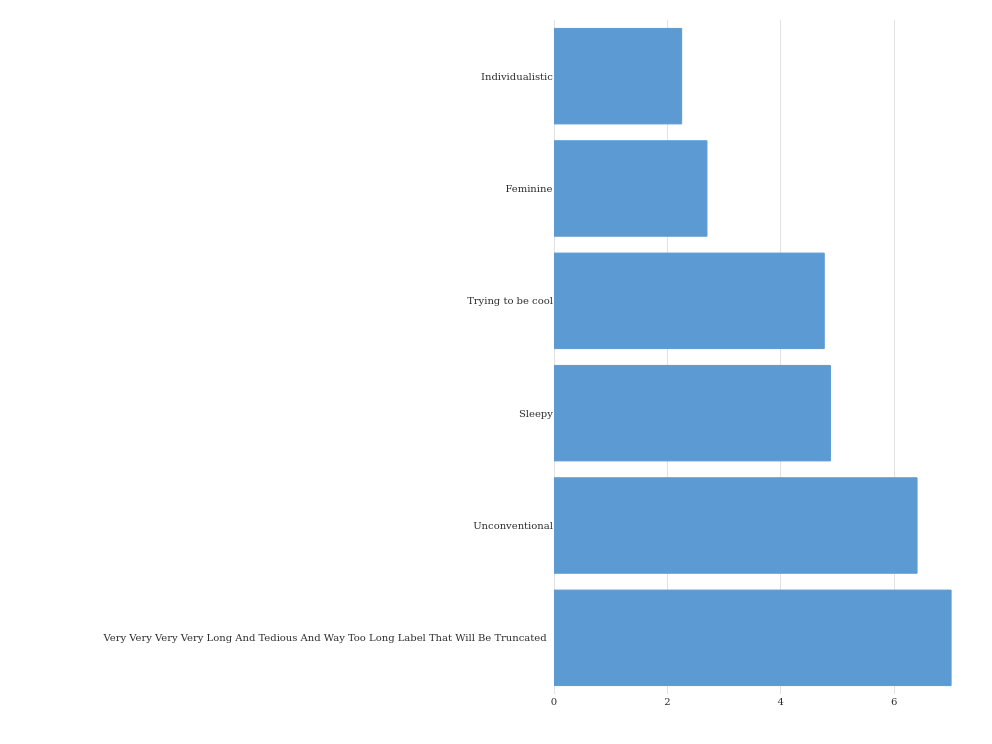 Individualistic
Feminine
Trying to be cool
Sleepy
Unconventional
Very Very Very Very Long And Tedious And Way Too Long Label That Will Be Truncated
0 2 4 6